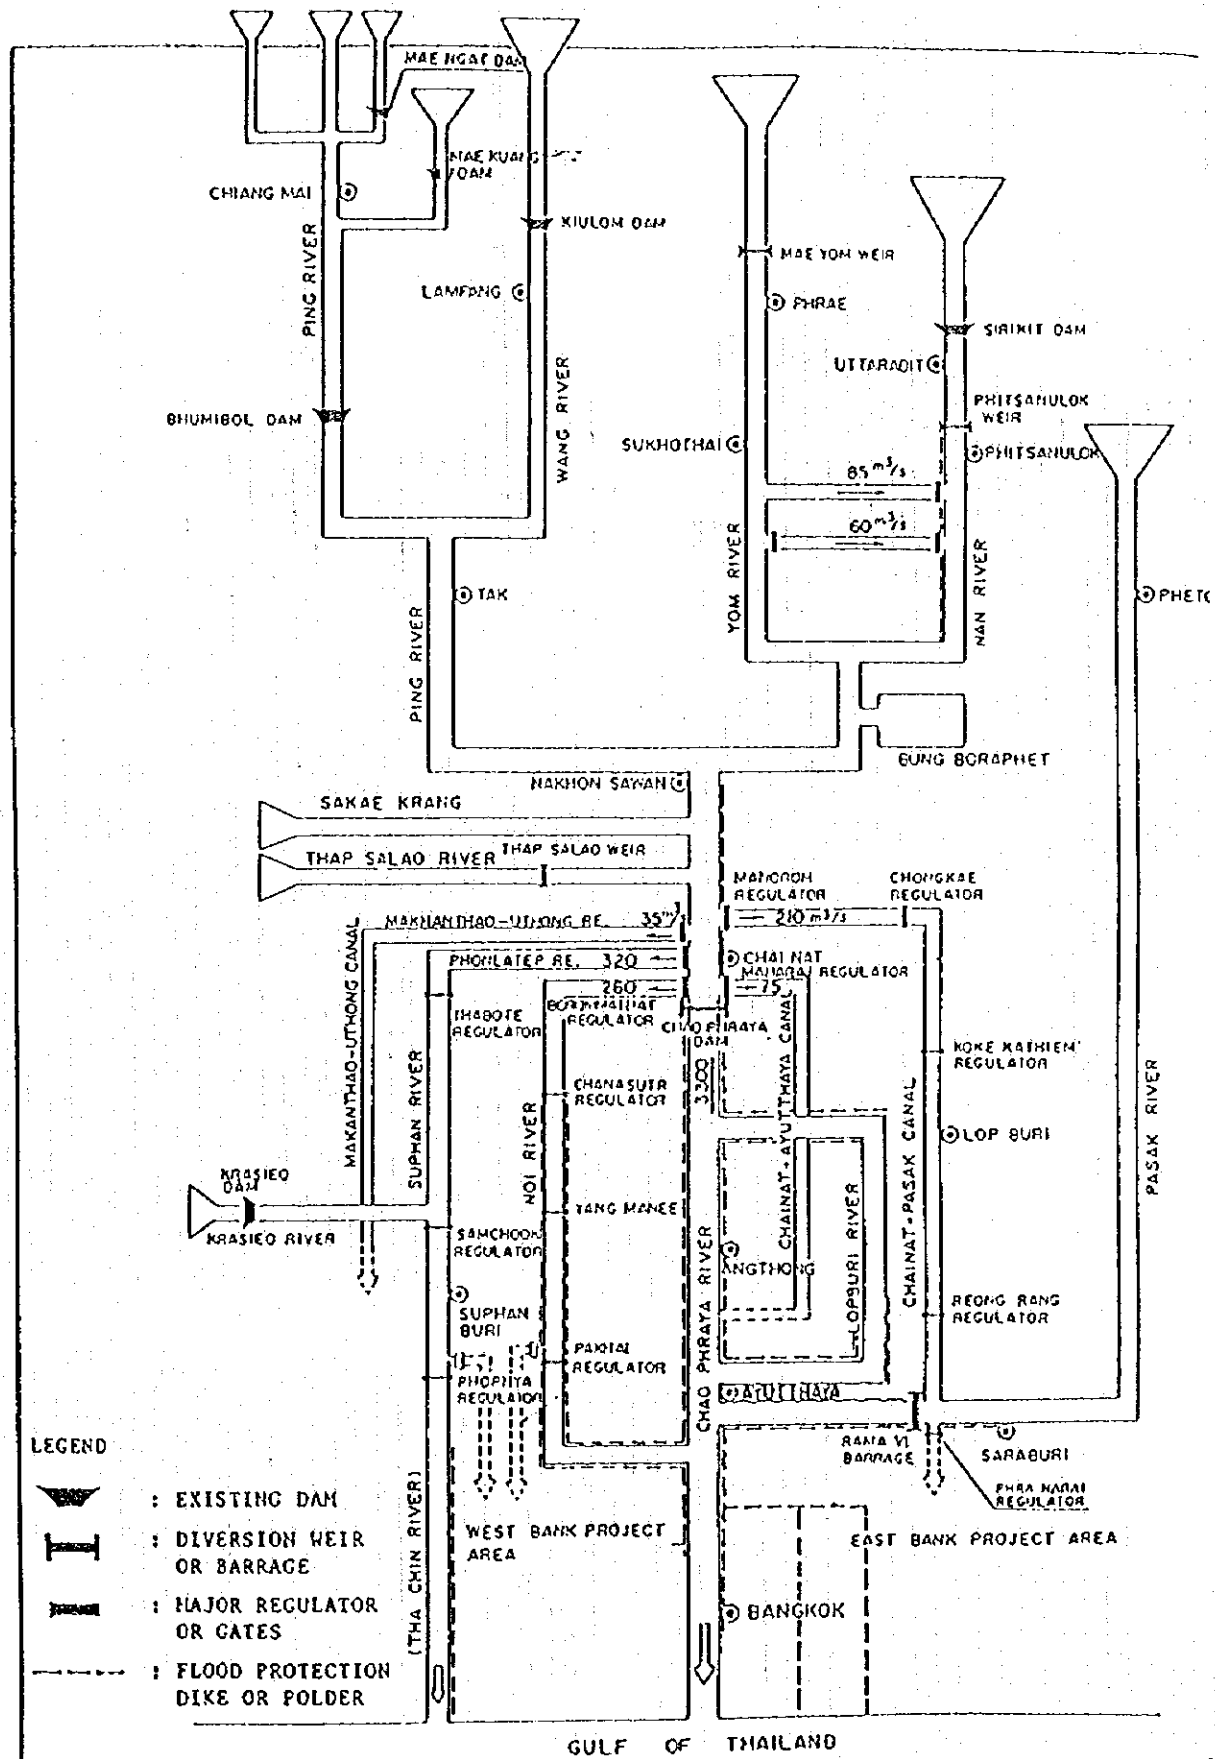 MAE NGAT DAM
MAE KUANG
DAM
CHIANG MAI
KIULOM DAM
PING RIVER
LAMPANG
MAE YOM WEIR
PHRAE
SIRIKIT DAM
UTTARADIT
BHUMIBOL DAM
WANG RIVER
PHITSANULOK
WEIR
SUKHOTHAI
PHITSANULOK
85 m³/s
60 m³/s
YOM RIVER
NAN RIVER
TAK
PHETC
PING RIVER
BUNG BORAPHET
NAKHON SAWAN
SAKAE KRANG
THAP SALAO RIVER
THAP SALAO WEIR
MANOROM
REGULATOR
CHONGKAE
REGULATOR
MAKHANTHAO-UTHONG RE.
35 m³/
210 m³/s
PHONLATEP RE. 320
CHAI NAT
MAHARAJ REGULATOR
260
75
BOROMMATHAT
REGULATOR
CHAO PHRAYA
DAM
THABOTE
REGULATOR
MAKANTHAO-UTHONG CANAL
SUPHAN RIVER
3300
CHANASUTR
REGULATOR
KOKE KATHIEM
REGULATOR
CHAINAT-AYUTTHAYA CANAL
LOP BURI
NOI RIVER
CHAINAT-PASAK CANAL
PASAK RIVER
KRASIEO
DAM
KRASIEO RIVER
YANG MANEE
SAMCHOOK
REGULATOR
ANGTHONG
LOPBURI RIVER
CHAO PHRAYA RIVER
SUPHAN
BURI
REONG RANG
REGULATOR
PAKHAI
REGULATOR
PHOPHYA
REGULATOR
AYUTTHAYA
RAMA VI
BARRAGE
SARABURI
PHRA NARAI
REGULATOR
(THA CHIN RIVER)
WEST BANK PROJECT
AREA
EAST BANK PROJECT AREA
BANGKOK
LEGEND
: EXISTING DAM
: DIVERSION WEIR
OR BARRAGE
: MAJOR REGULATOR
OR GATES
: FLOOD PROTECTION
DIKE OR POLDER
GULF OF THAILAND